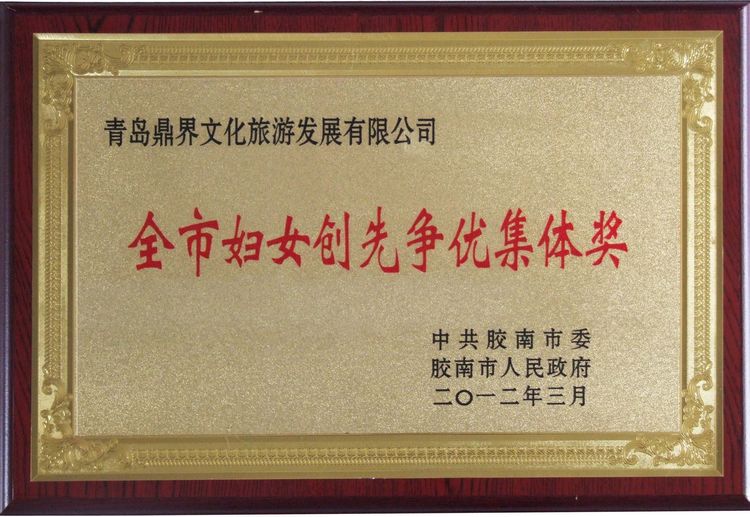 青岛鼎界文化旅游发展有限公司
全市妇女创先争优集体奖
中共胶南市委
胶南市人民政府
二〇一二年三月